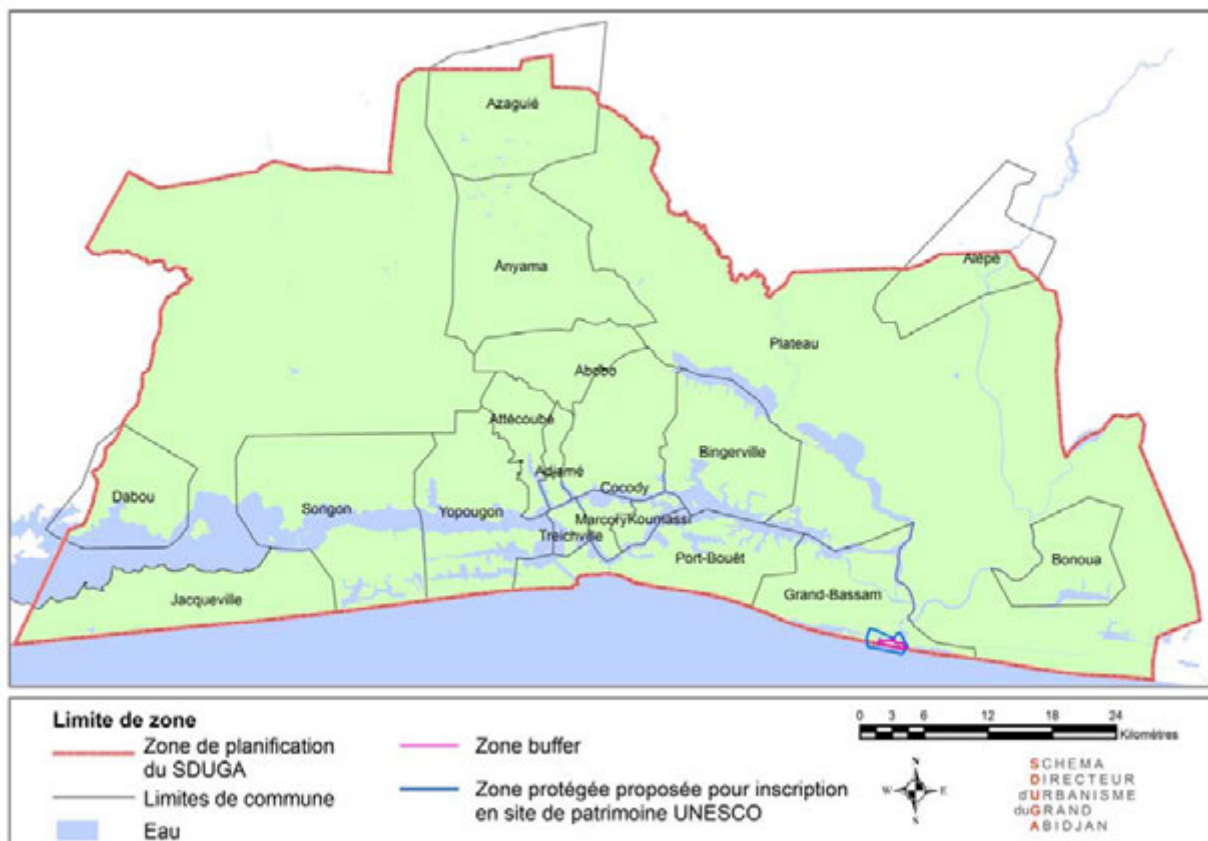 Azaguié
Anyama
Alépé
Plateau
Abobo
Attécoubé
Bingerville
Adjamé
Dabou
Songon
Cocody
Yopougon
Marcory
Koumassi
Treichville
Port-Bouët
Bonoua
Jacqueville
Grand-Bassam
Limite de zone
Zone de planification
du SDUGA
Limites de commune
Eau
Zone buffer
Zone protégée proposée pour inscription
en site de patrimoine UNESCO
0 3 6 12 18 24
Kilomètres
N
W E
S
SCHEMA
DIRECTEUR
d'URBANISME
duGRAND
ABIDJAN